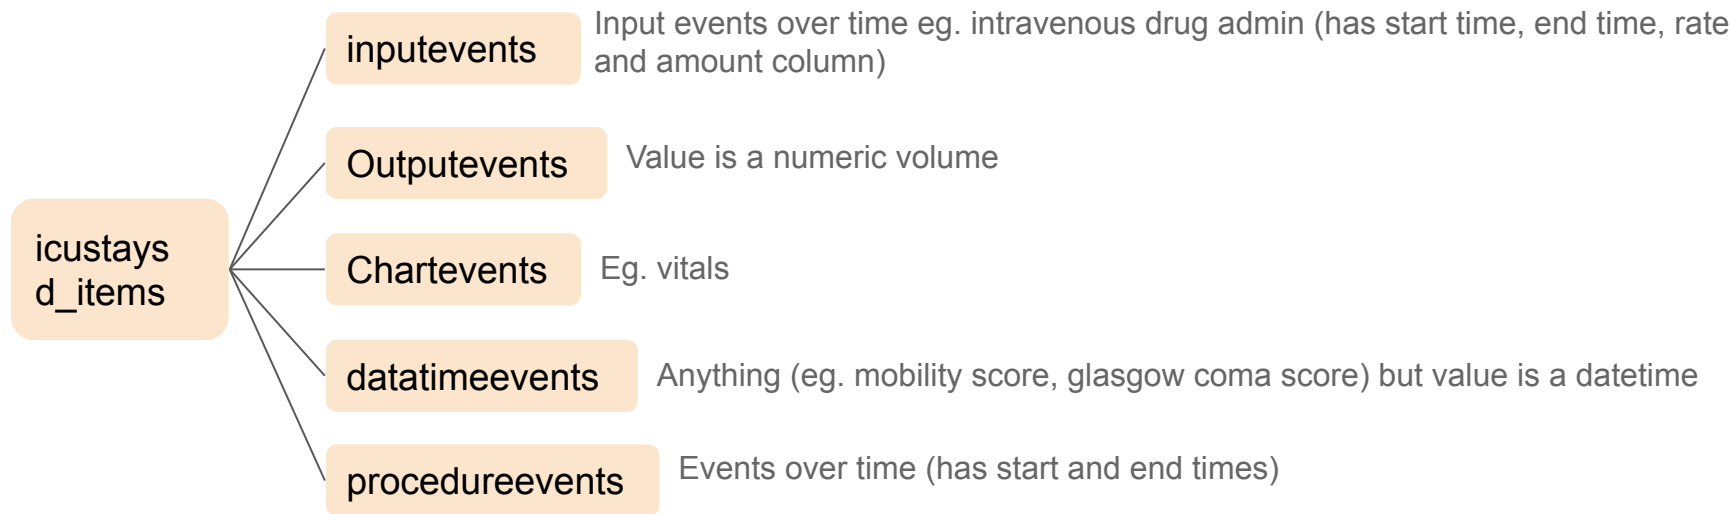 inputevents
Input events over time eg. intravenous drug admin (has start time, end time, rate
and amount column)
Outputevents
Value is a numeric volume
icustays
d_items
Chartevents
Eg. vitals
datatimeevents
Anything (eg. mobility score, glasgow coma score) but value is a datetime
procedureevents
Events over time (has start and end times)